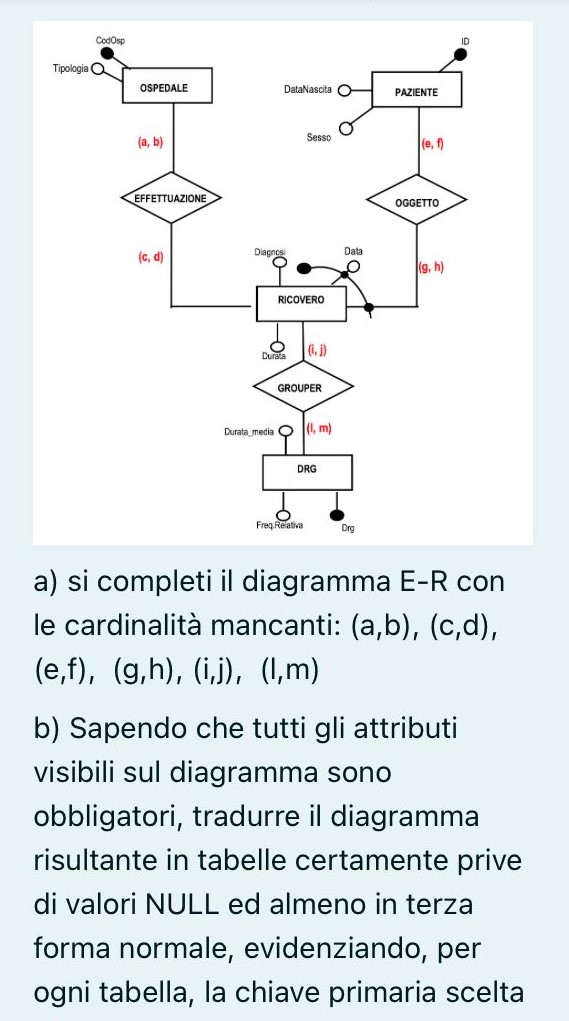 CodOsp
ID
Tipologia
OSPEDALE
DataNascita
PAZIENTE
Sesso
(a, b)
(e, f)
EFFETTUAZIONE
OGGETTO
(c, d)
Diagnosi
Data
(g, h)
RICOVERO
Durata
(i, j)
GROUPER
Durata_media
(l, m)
DRG
Freq.Relativa
Drg
a) si completi il diagramma E-R con
le cardinalità mancanti: (a,b), (c,d),
(e,f), (g,h), (i,j), (l,m)
b) Sapendo che tutti gli attributi
visibili sul diagramma sono
obbligatori, tradurre il diagramma
risultante in tabelle certamente prive
di valori NULL ed almeno in terza
forma normale, evidenziando, per
ogni tabella, la chiave primaria scelta